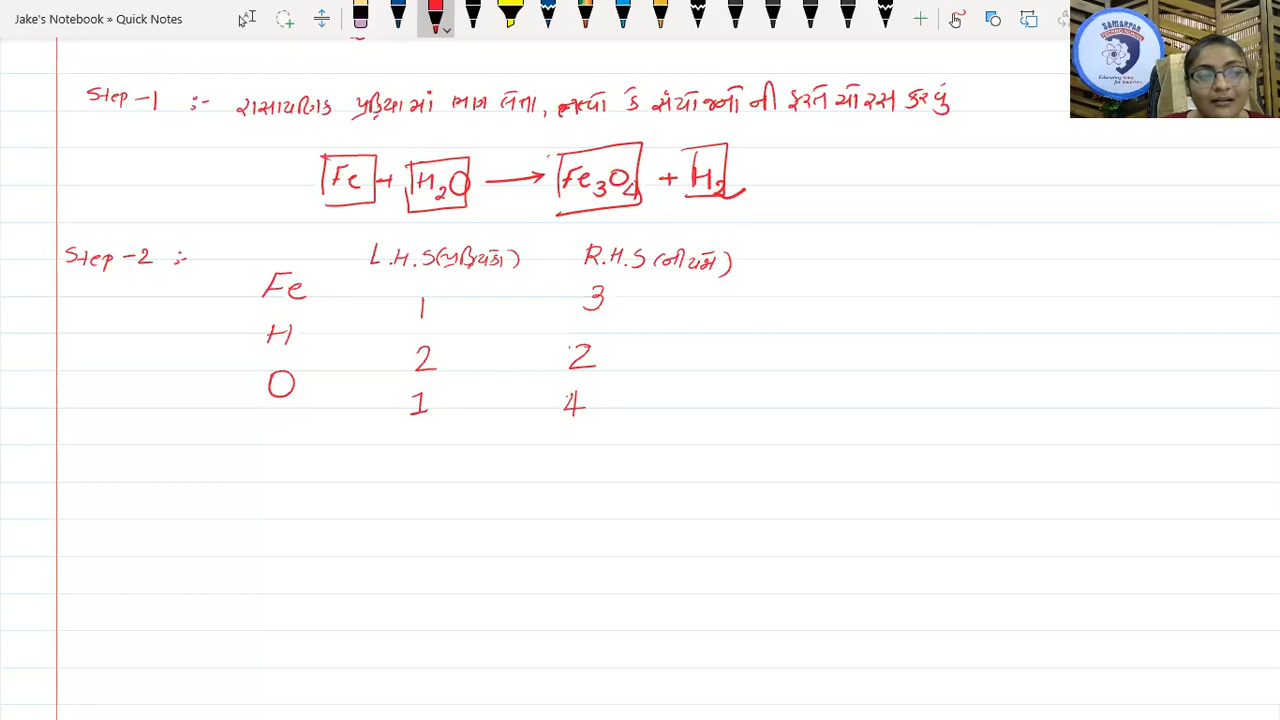 Jake's Notebook » Quick Notes
SAMARPAN
Step -1 :- રાસાયણિક પ્રક્રિયામાં ભાગ લેતા, તત્વો કે સંયોજનોની ફરતે ચોરસ કરવું
Fe + H₂O ⟶ Fe₃O₄ + H₂
Step -2 :- L.H.S (પ્રક્રિયકો) R.H.S (નીપજ)
Fe 1 3
H 2 2
O 1 4